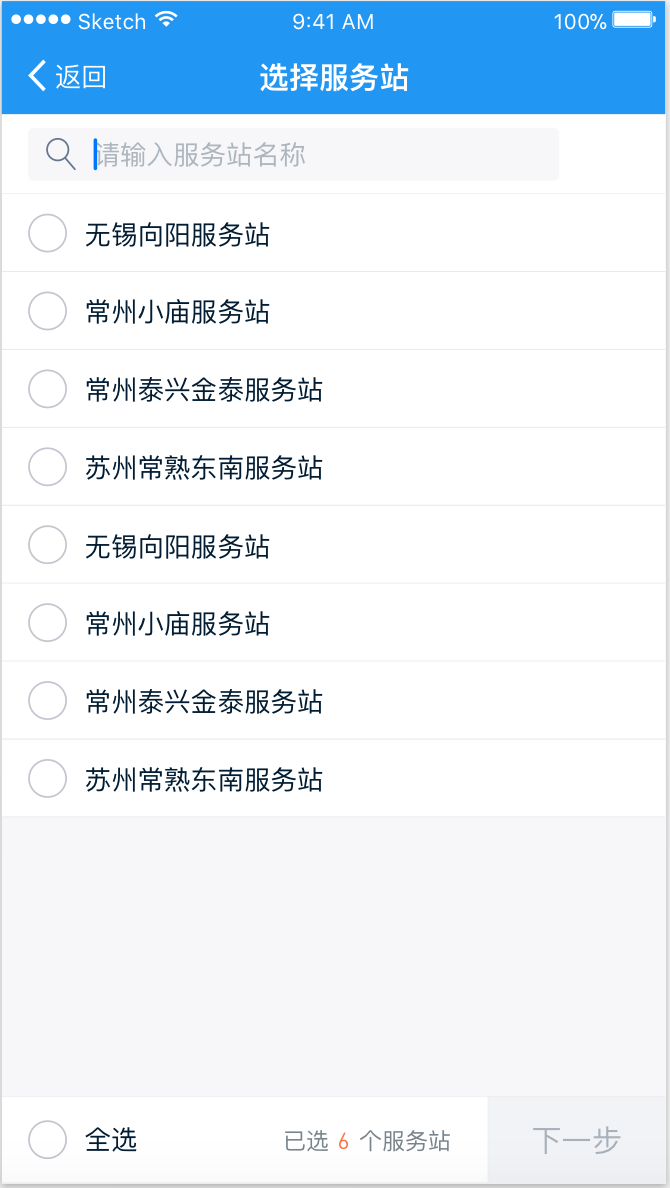 Sketch 9:41 AM 100%
返回 选择服务站
请输入服务站名称
无锡向阳服务站
常州小庙服务站
常州泰兴金泰服务站
苏州常熟东南服务站
无锡向阳服务站
常州小庙服务站
常州泰兴金泰服务站
苏州常熟东南服务站
全选 已选 6 个服务站 下一步